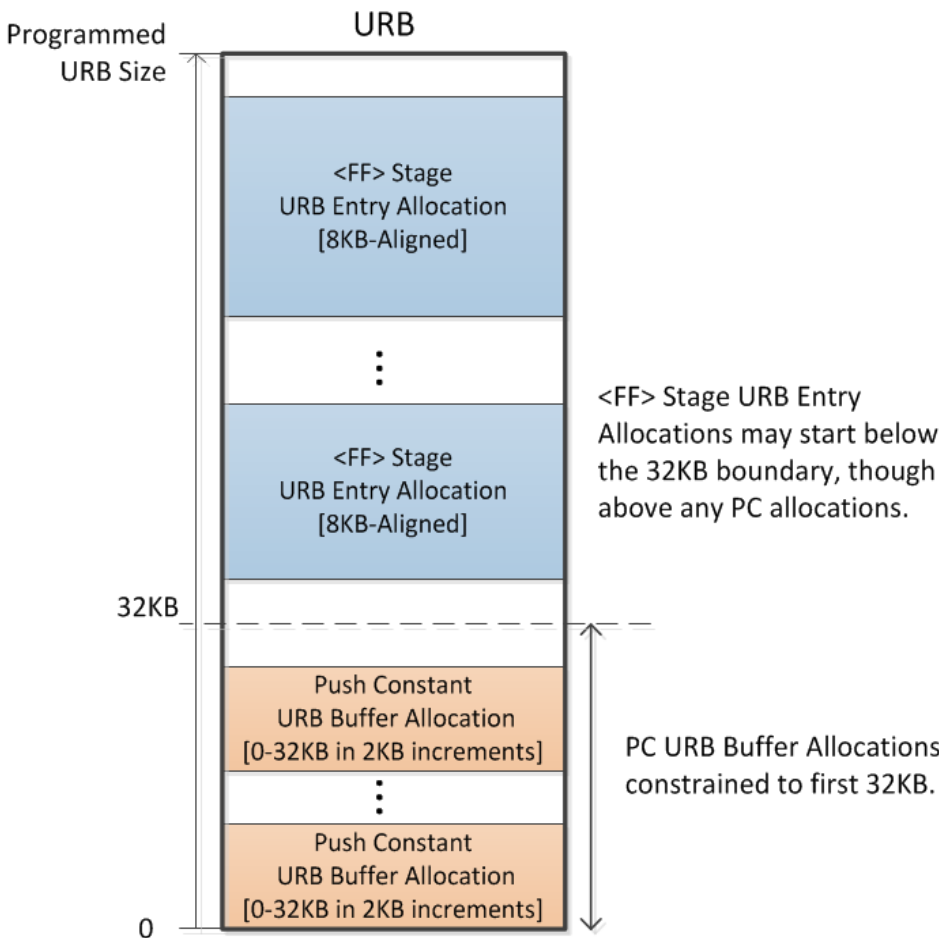 URB
Programmed
URB Size
<FF> Stage
URB Entry Allocation
[8KB-Aligned]
<FF> Stage
URB Entry Allocation
[8KB-Aligned]
<FF> Stage URB Entry
Allocations may start below
the 32KB boundary, though
above any PC allocations.
32KB
Push Constant
URB Buffer Allocation
[0-32KB in 2KB increments]
PC URB Buffer Allocations
constrained to first 32KB.
Push Constant
URB Buffer Allocation
[0-32KB in 2KB increments]
0